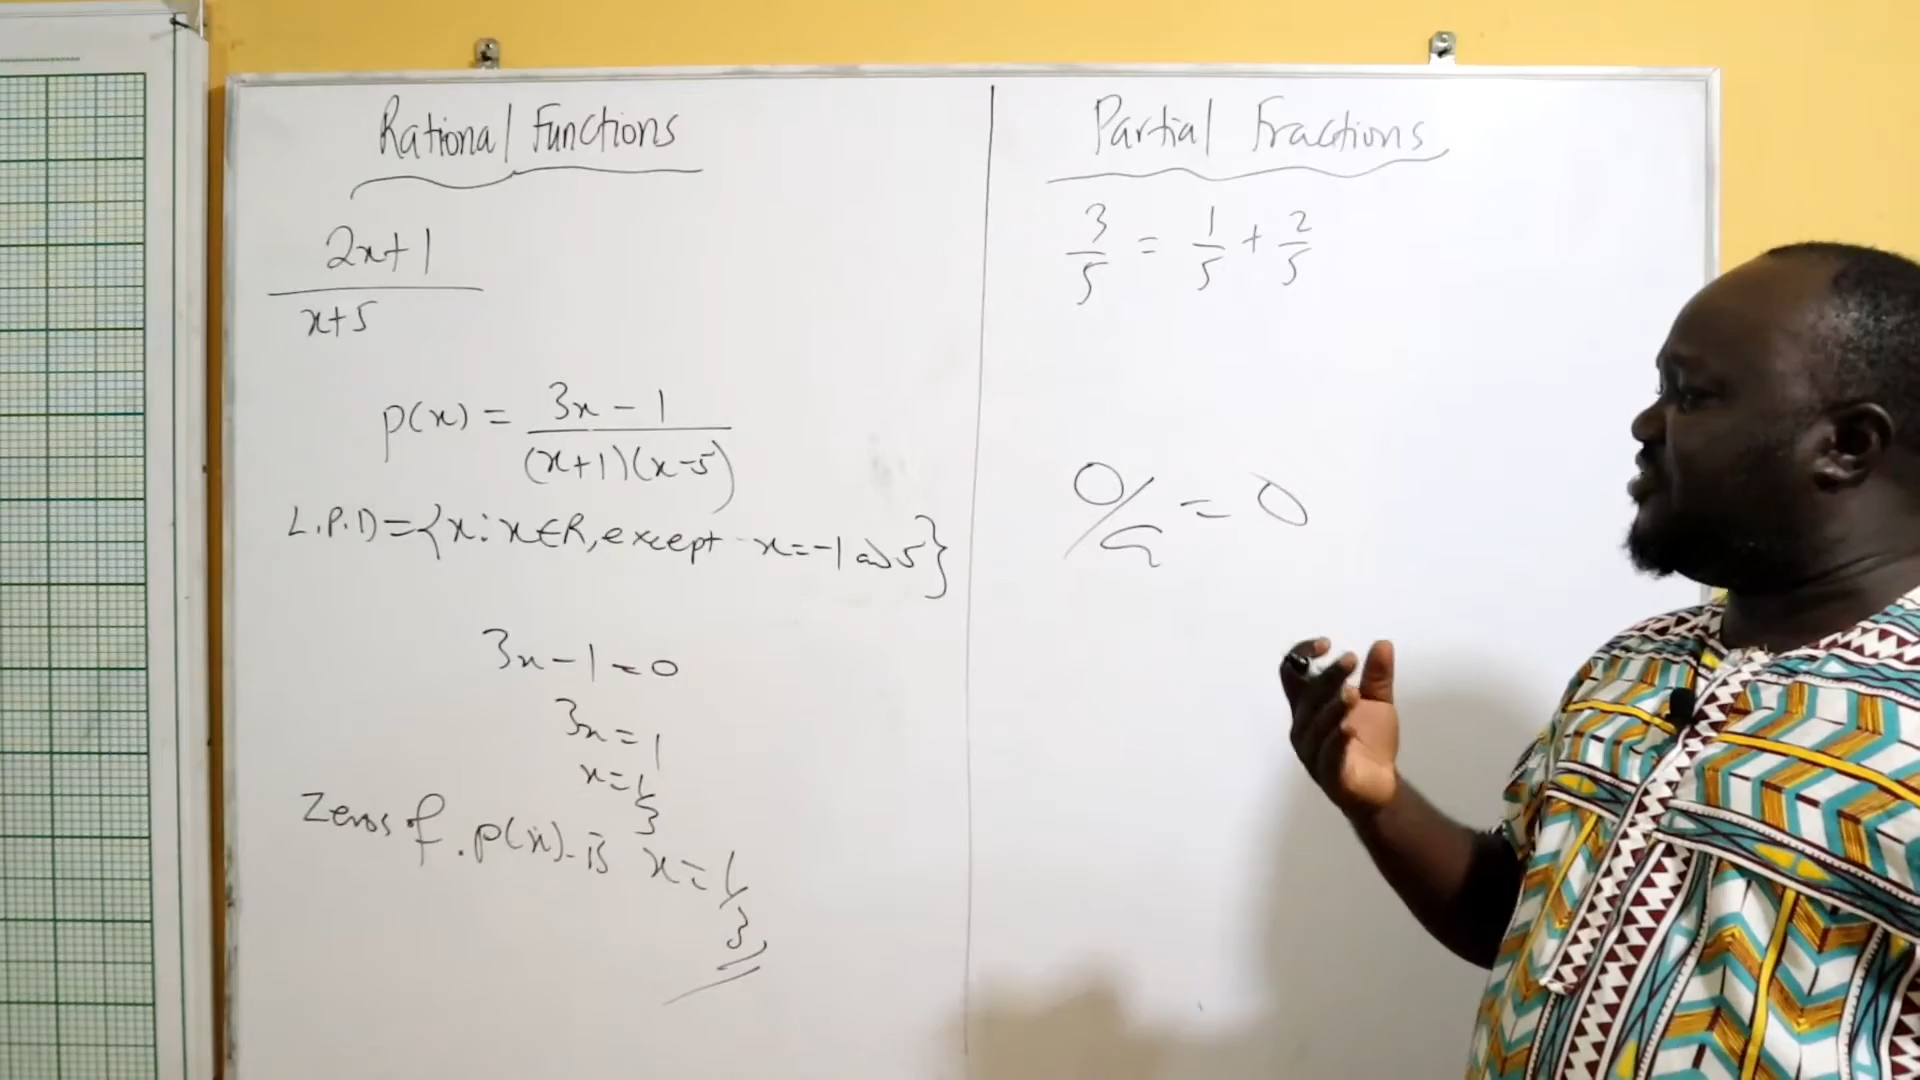 Rational Functions
2x+1
x+5
p(x) = 3x - 1
(x+1)(x-5)
L.P.D = {x: x∈R, except x=-1 and 5}
3x - 1 = 0
3x = 1
x = 1/3
Zeros of p(x) is x = 1/3
Partial Fractions
3/5 = 1/5 + 2/5
0/ = 0